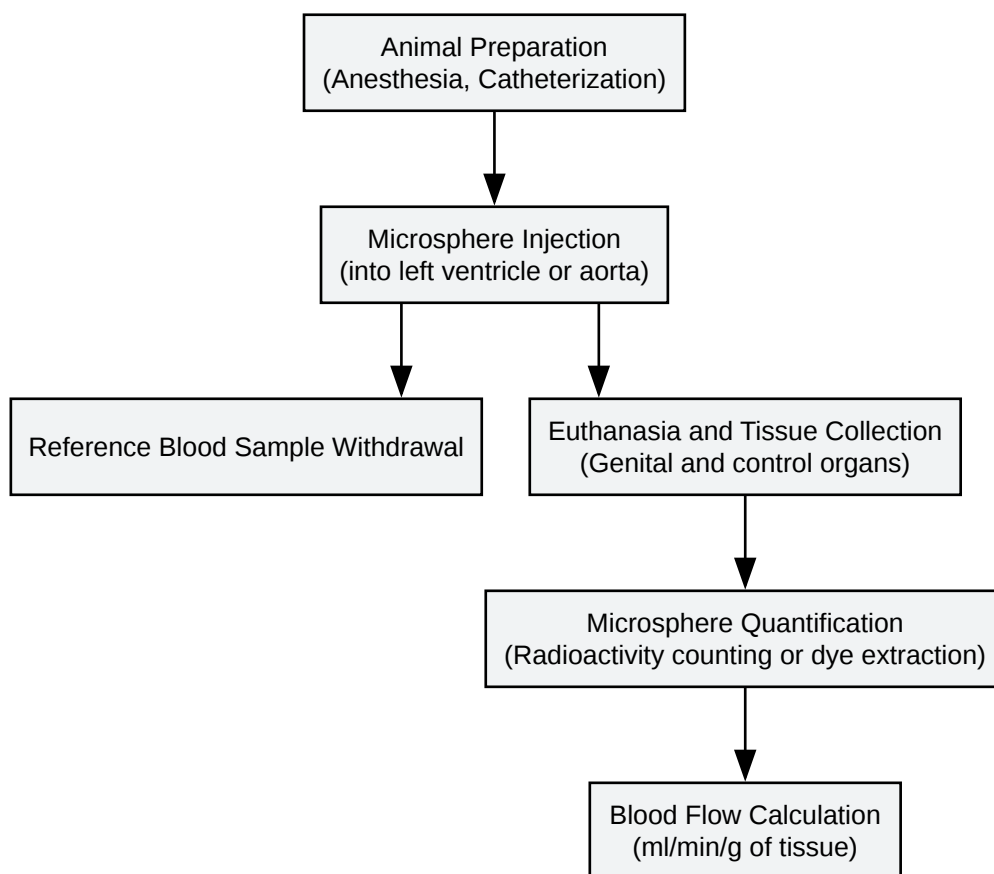 Animal Preparation
(Anesthesia, Catheterization)
Microsphere Injection
(into left ventricle or aorta)
Reference Blood Sample Withdrawal
Euthanasia and Tissue Collection
(Genital and control organs)
Microsphere Quantification
(Radioactivity counting or dye extraction)
Blood Flow Calculation
(ml/min/g of tissue)